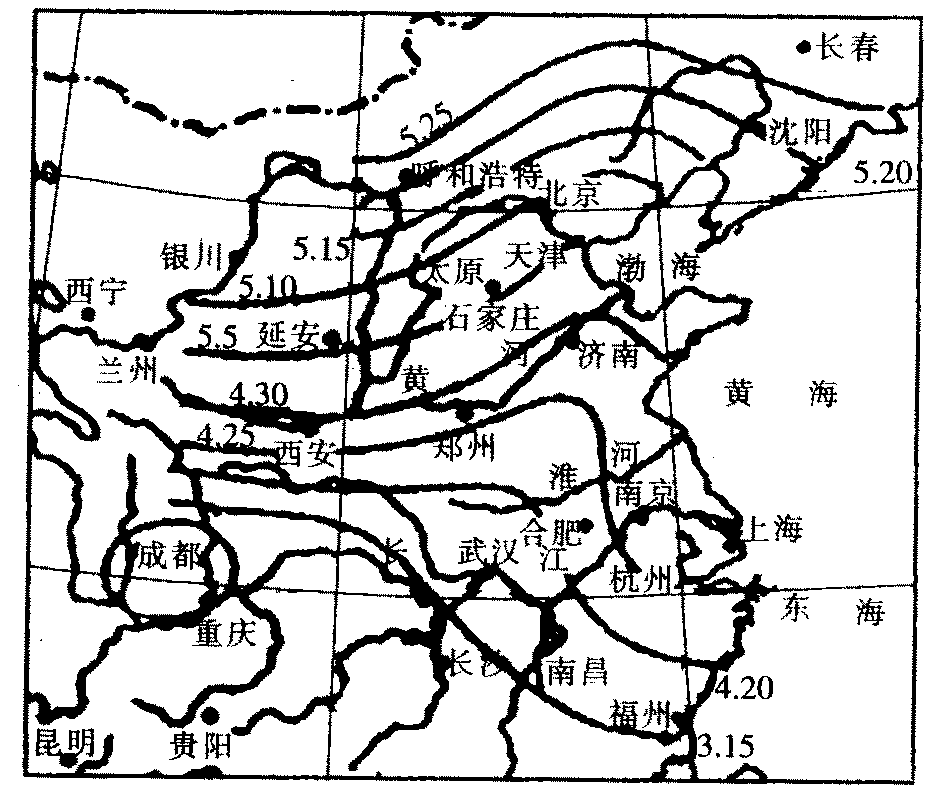 长春
5.25
沈阳
呼和浩特
5.20
北京
银川
5.15
太原
天津
渤海
西宁
5.10
石家庄
5.5
延安
河
济南
兰州
黄
黄海
4.30
4.25
西安
郑州
河
淮
南京
合肥
上海
成都
长
武汉
江
杭州
东海
重庆
长沙
南昌
4.20
福州
昆明
贵阳
3.15